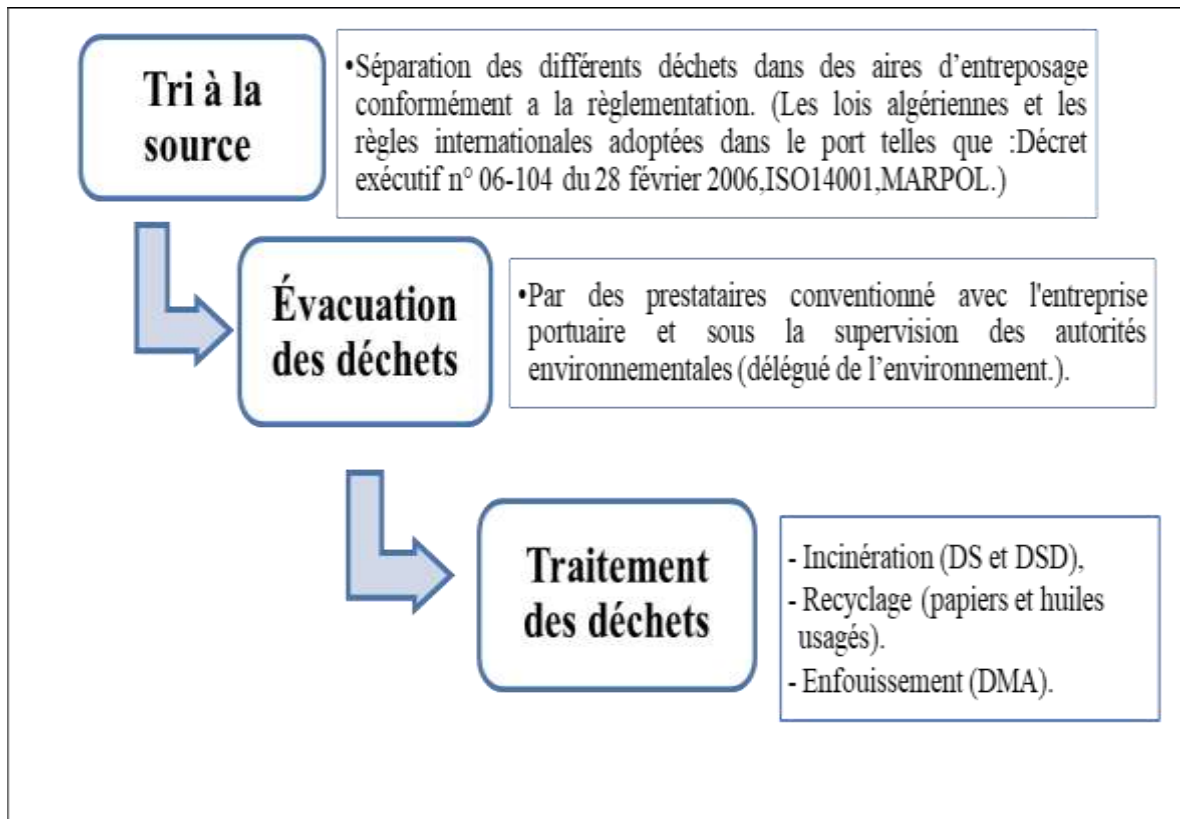 Tri à la
source
•Séparation des différents déchets dans des aires d’entreposage
conformément a la règlementation. (Les lois algériennes et les
règles internationales adoptées dans le port telles que :Décret
exécutif n° 06-104 du 28 février 2006,ISO14001,MARPOL.)
Évacuation
des déchets
•Par des prestataires conventionné avec l'entreprise
portuaire et sous la supervision des autorités
environnementales (délégué de l’environnement.).
Traitement
des déchets
- Incinération (DS et DSD),
- Recyclage (papiers et huiles
usagés).
- Enfouissement (DMA).